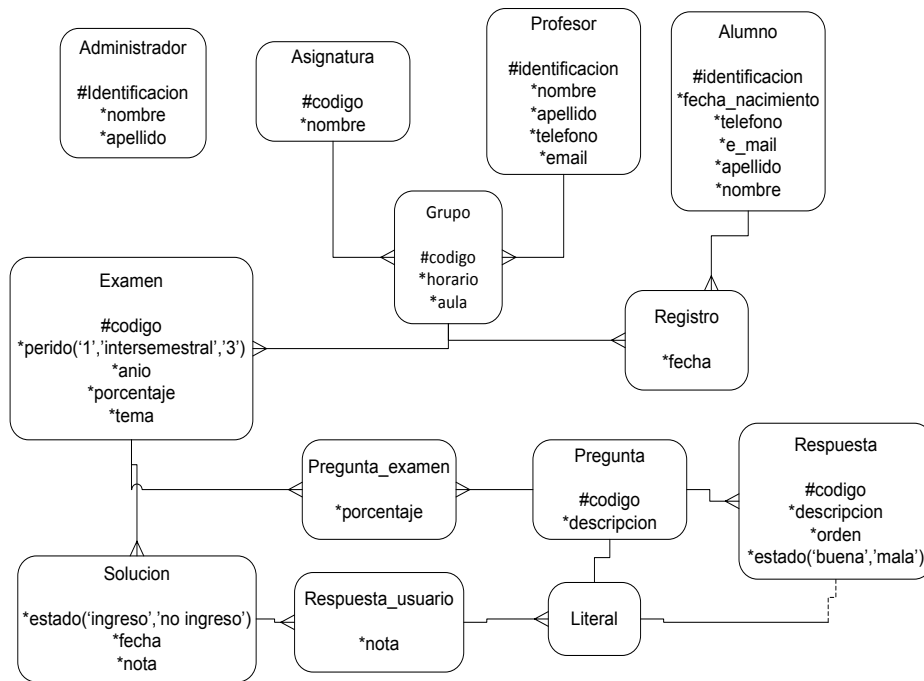 Administrador
#Identificacion
*nombre
*apellido
Asignatura
#codigo
*nombre
Profesor
#identificacion
*nombre
*apellido
*telefono
*email
Alumno
#identificacion
*fecha_nacimiento
*telefono
*e_mail
*apellido
*nombre
Grupo
#codigo
*horario
*aula
Examen
#codigo
*perido(‘1’,’intersemestral’,’3’)
*anio
*porcentaje
*tema
Registro
*fecha
Pregunta_examen
*porcentaje
Pregunta
#codigo
*descripcion
Respuesta
#codigo
*descripcion
*orden
*estado(‘buena’,’mala’)
Solucion
*estado(‘ingreso’,’no ingreso’)
*fecha
*nota
Respuesta_usuario
*nota
Literal